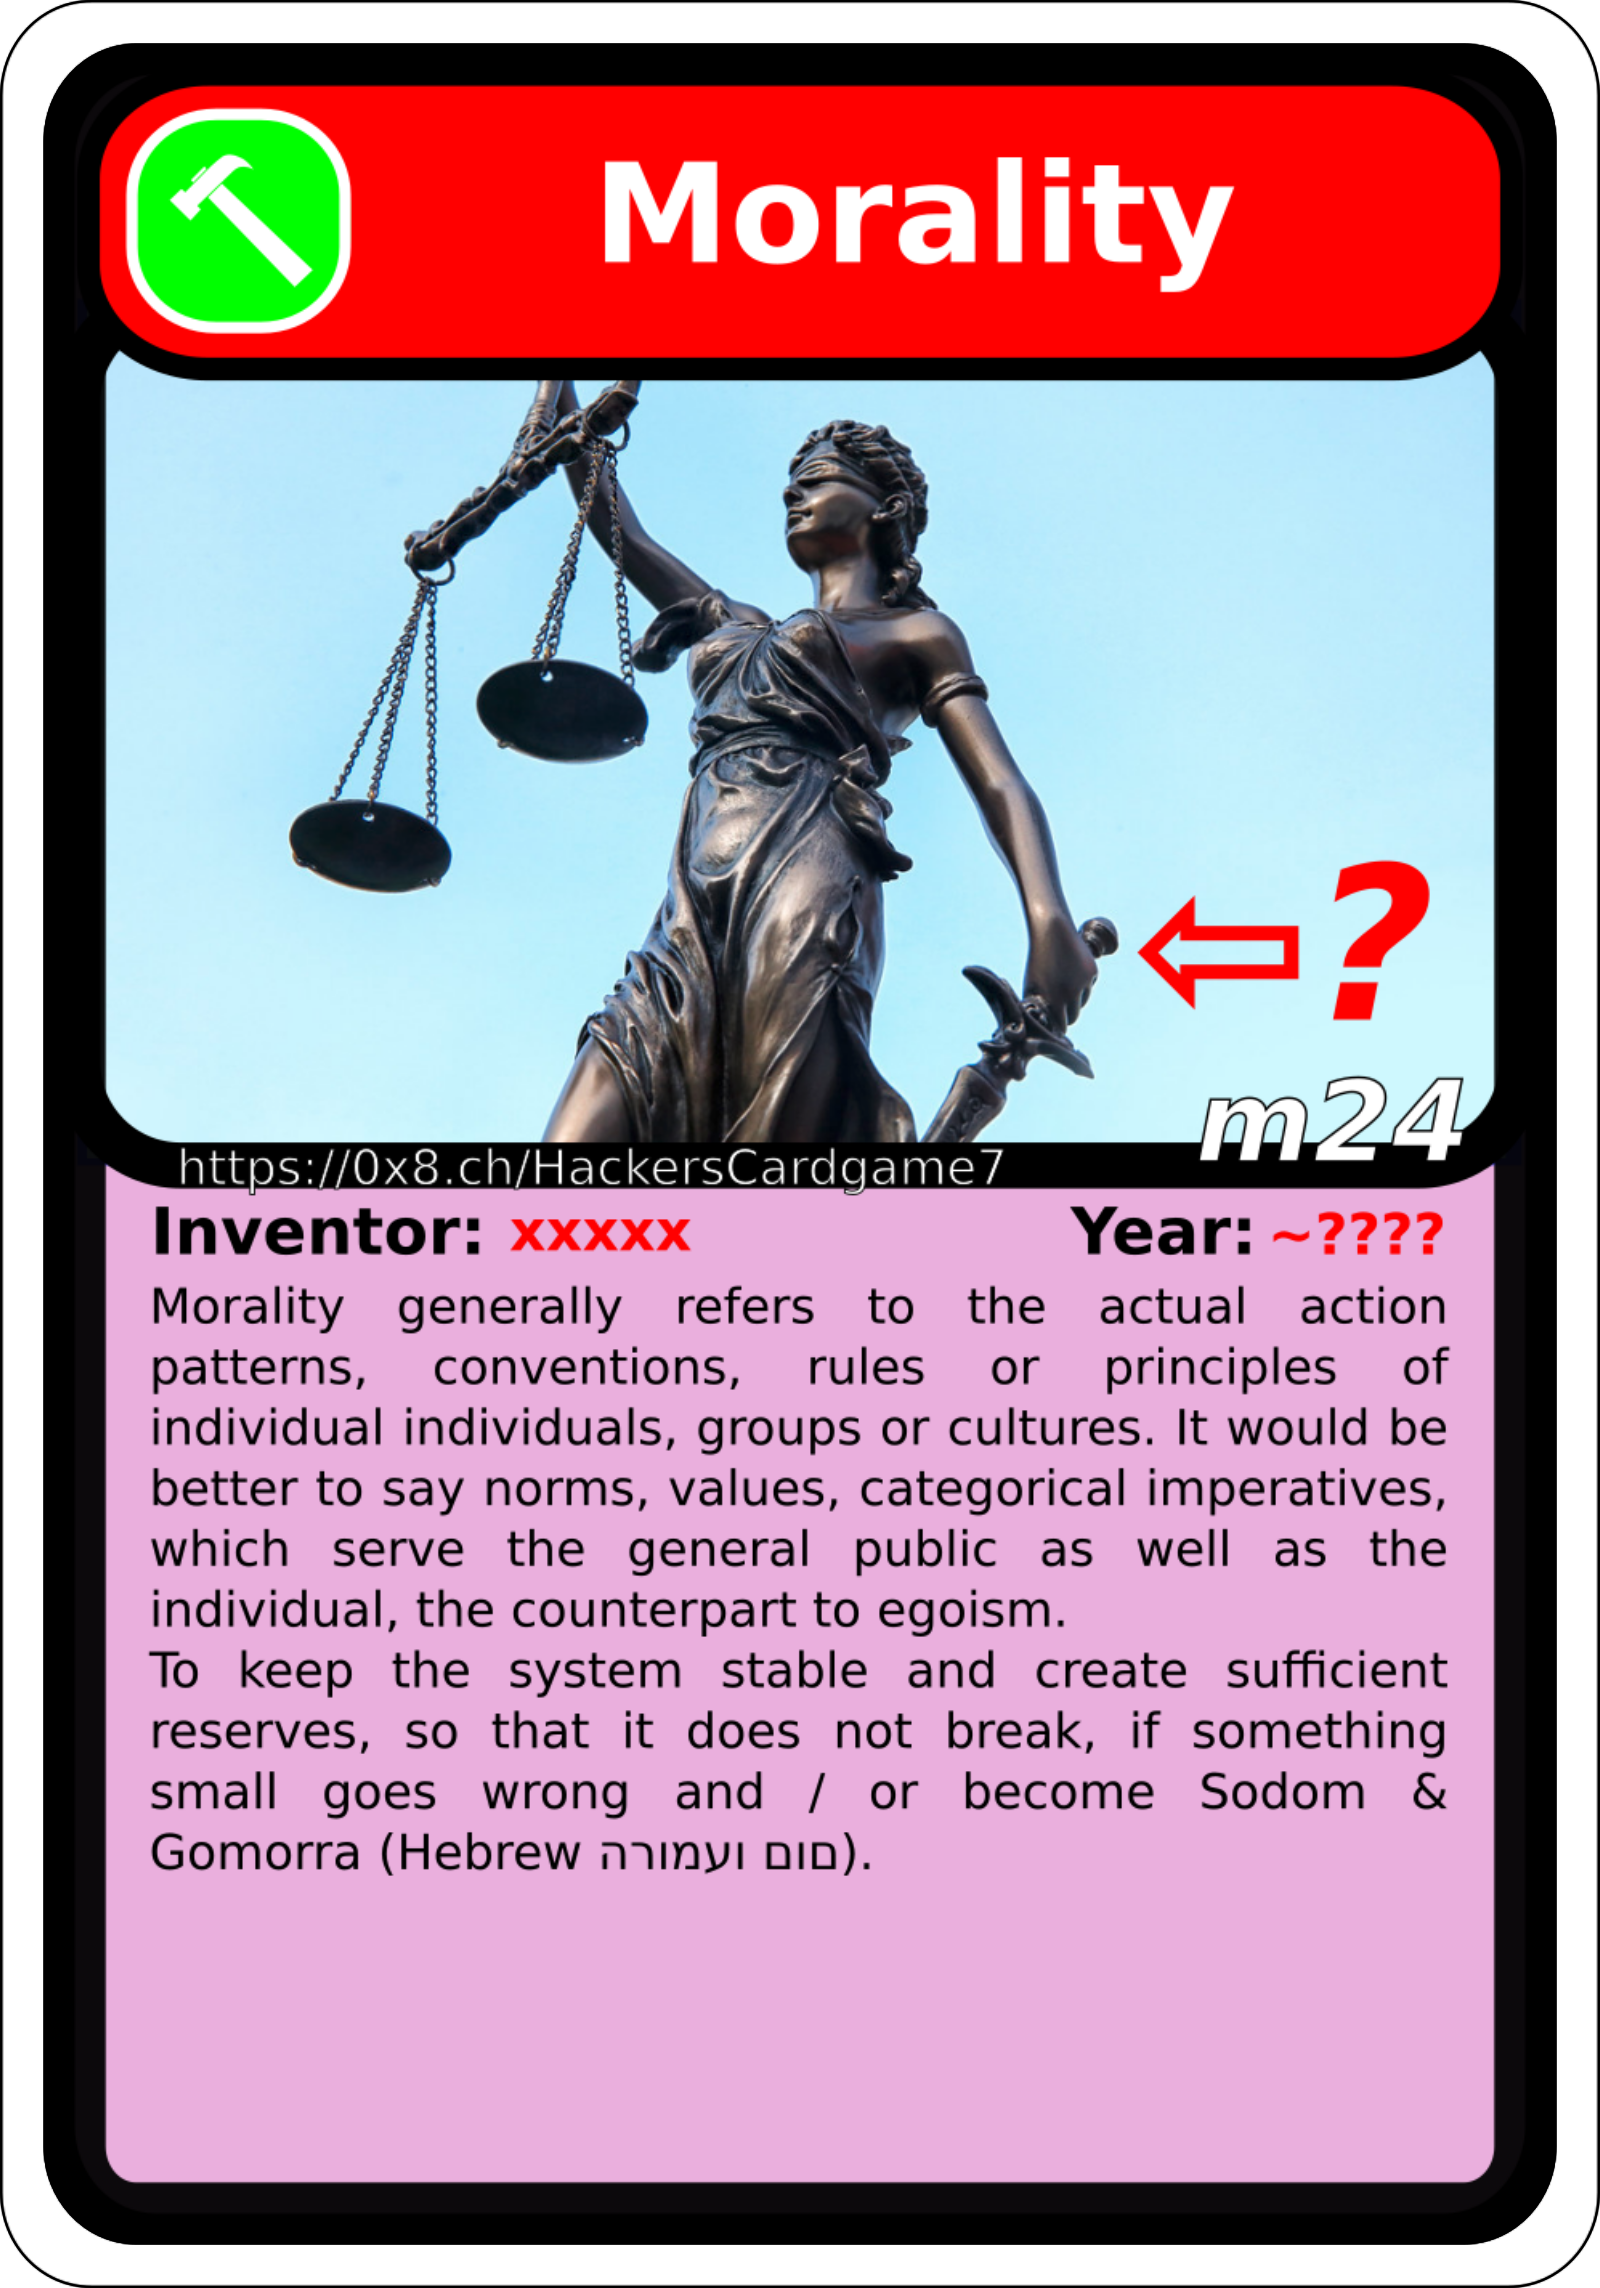 Morality
?
m24
https://0x8.ch/HackersCardgame7
Inventor: xxxxx Year: ~????
Morality generally refers to the actual action
patterns, conventions, rules or principles of
individual individuals, groups or cultures. It would be
better to say norms, values, categorical imperatives,
which serve the general public as well as the
individual, the counterpart to egoism.
To keep the system stable and create sufficient
reserves, so that it does not break, if something
small goes wrong and / or become Sodom &
Gomorra (Hebrew םום ועמורה).